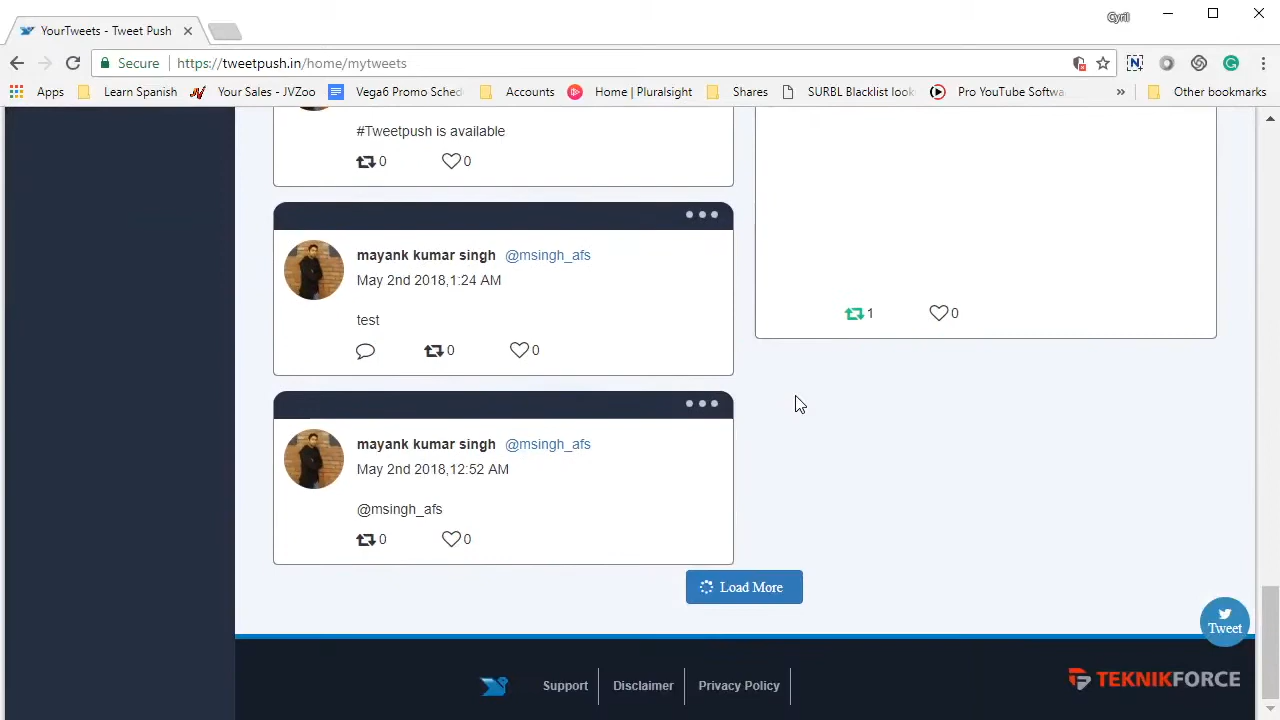 Cyril
YourTweets - Tweet Push
Secure
https://tweetpush.in/home/mytweets
Apps
Learn Spanish
Your Sales - JVZoo
Vega6 Promo Sched
Accounts
Home | Pluralsight
Shares
SURBL Blacklist look
Pro YouTube Softwa
» Other bookmarks
#Tweetpush is available
0 0
mayank kumar singh @msingh_afs
May 2nd 2018,1:24 AM
test
0 0
1 0
mayank kumar singh @msingh_afs
May 2nd 2018,12:52 AM
@msingh_afs
0 0
Load More
Tweet
Support
Disclaimer
Privacy Policy
TEKNIKFORCE